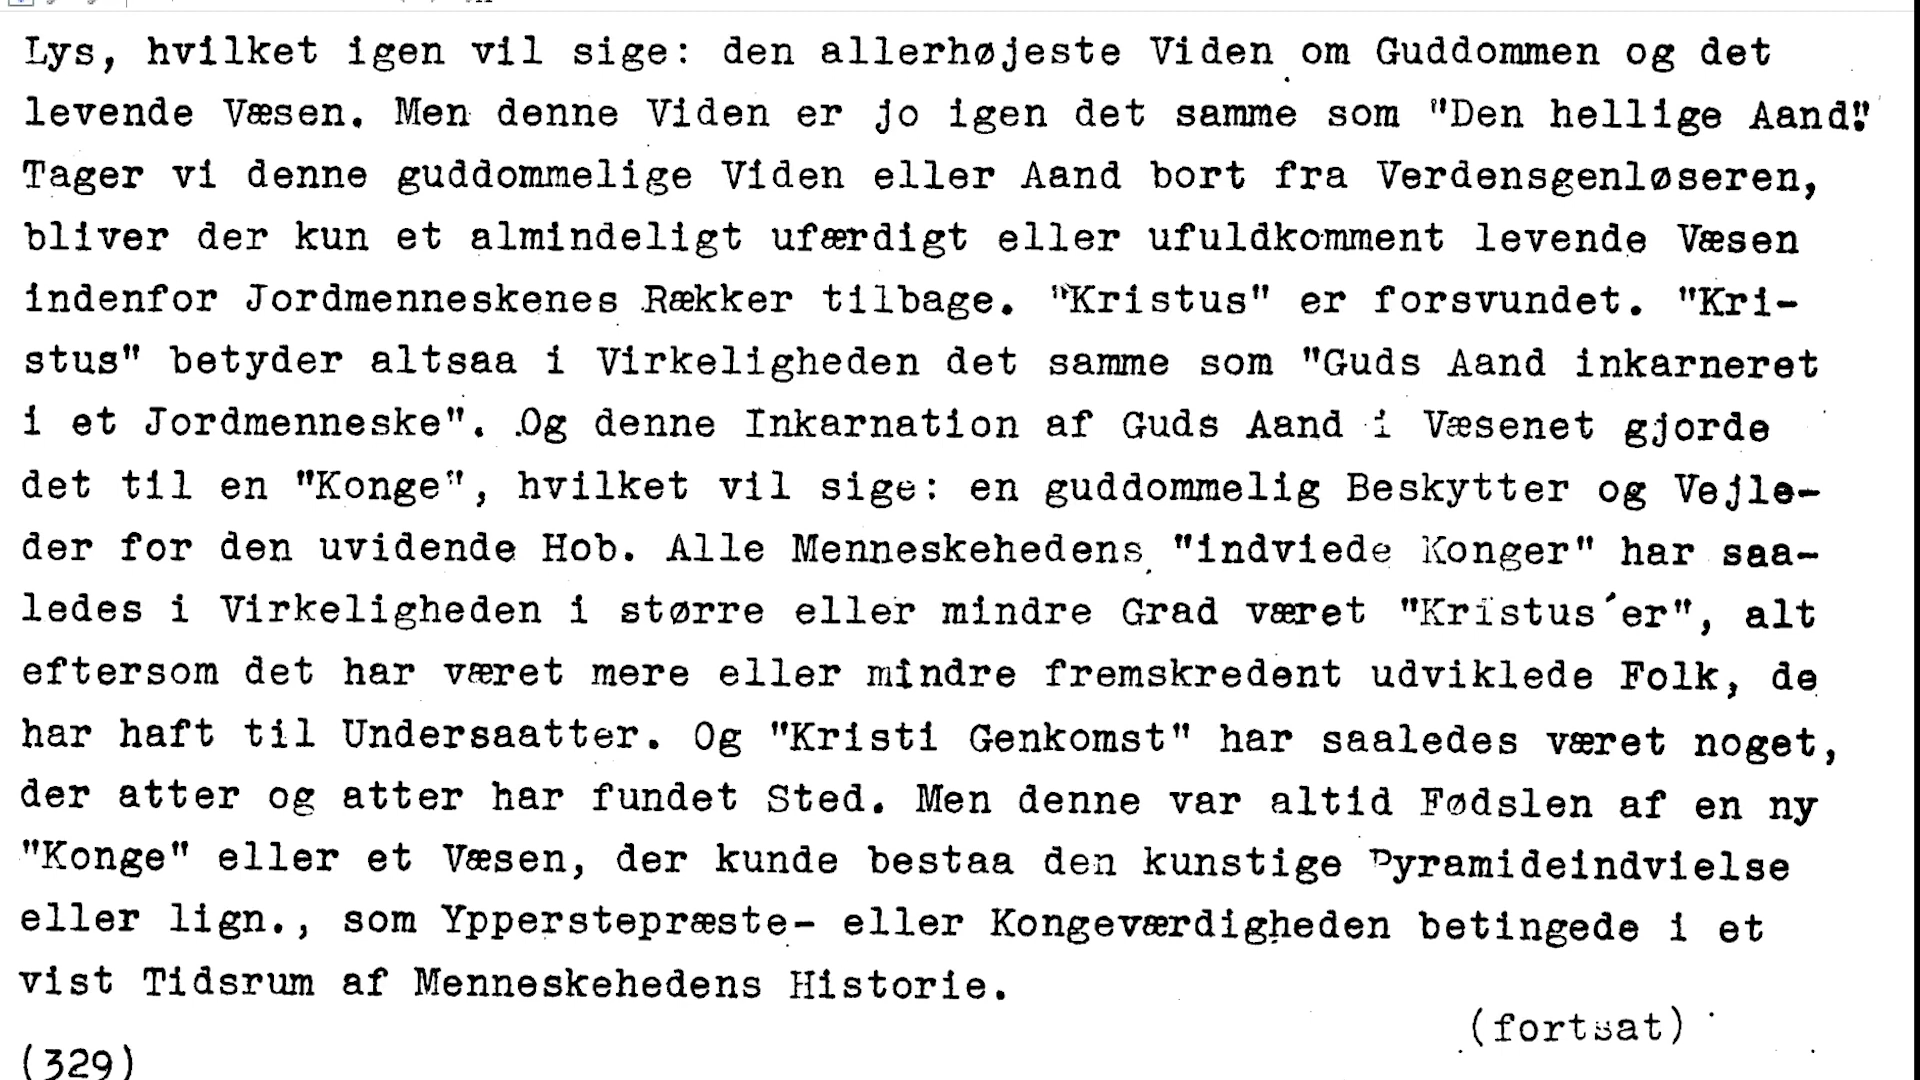 Lys, hvilket igen vil sige: den allerhøjeste Viden om Guddommen og det
levende Væsen. Men denne Viden er jo igen det samme som "Den hellige Aand".
Tager vi denne guddommelige Viden eller Aand bort fra Verdensgenløseren,
bliver der kun et almindeligt ufærdigt eller ufuldkomment levende Væsen
indenfor Jordmenneskenes Rækker tilbage. "Kristus" er forsvundet. "Kri-
stus" betyder altsaa i Virkeligheden det samme som "Guds Aand inkarneret
i et Jordmenneske". Og denne Inkarnation af Guds Aand i Væsenet gjorde
det til en "Konge", hvilket vil sige: en guddommelig Beskytter og Vejle-
der for den uvidende Hob. Alle Menneskehedens "indviede Konger" har saa-
ledes i Virkeligheden i større eller mindre Grad været "Kristus´er", alt
eftersom det har været mere eller mindre fremskredent udviklede Folk, de
har haft til Undersaatter. Og "Kristi Genkomst" har saaledes været noget,
der atter og atter har fundet Sted. Men denne var altid Fødslen af en ny
"Konge" eller et Væsen, der kunde bestaa den kunstige Pyramideindvielse
eller lign., som Ypperstepræste- eller Kongeværdigheden betingede i et
vist Tidsrum af Menneskehedens Historie.
(fortsat)
(329)